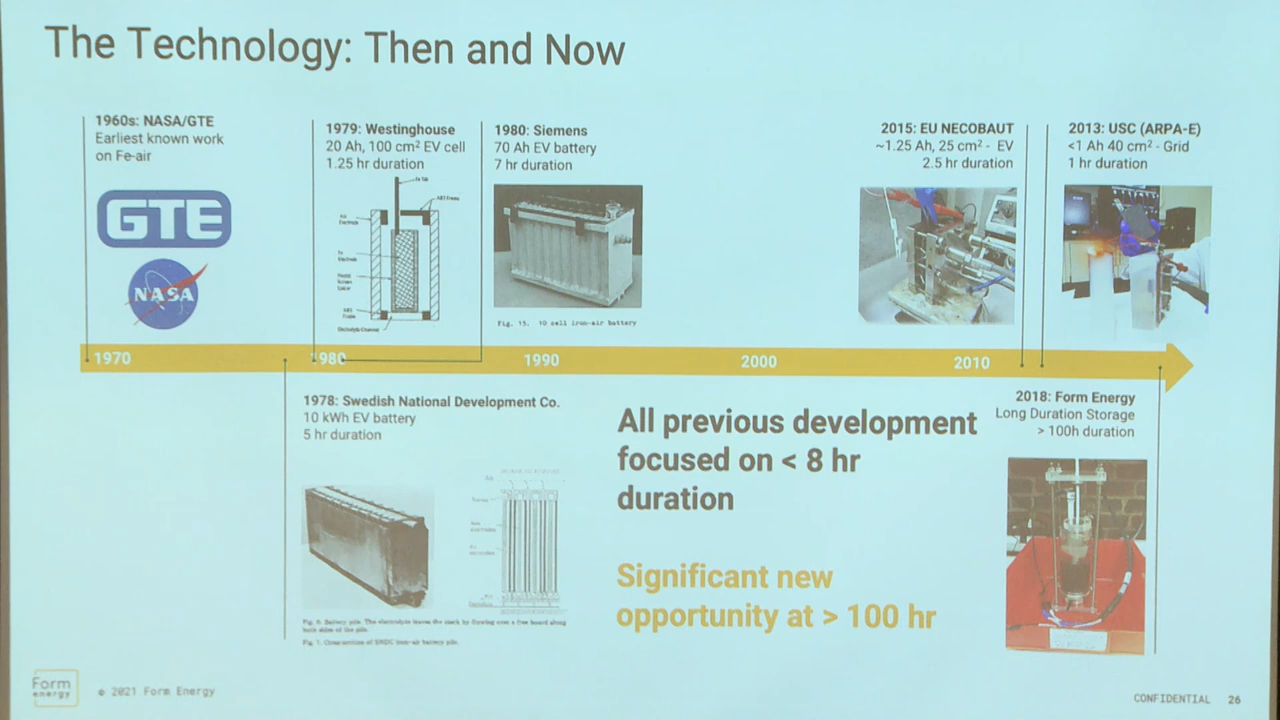 The Technology: Then and Now
1960s: NASA/GTE
Earliest known work
on Fe-air
GTE
NASA
1979: Westinghouse
20 Ah, 100 cm² EV cell
1.25 hr duration
1980: Siemens
70 Ah EV battery
7 hr duration
Fig. 15. 10 cell iron-air battery
2015: EU NECOBAUT
~1.25 Ah, 25 cm² - EV
2.5 hr duration
2013: USC (ARPA-E)
<1 Ah 40 cm² - Grid
1 hr duration
1970
1980
1990
2000
2010
1978: Swedish National Development Co.
10 kWh EV battery
5 hr duration
All previous development
focused on < 8 hr
duration
Significant new
opportunity at > 100 hr
2018: Form Energy
Long Duration Storage
> 100h duration
Form
energy
© 2021 Form Energy
CONFIDENTIAL 26